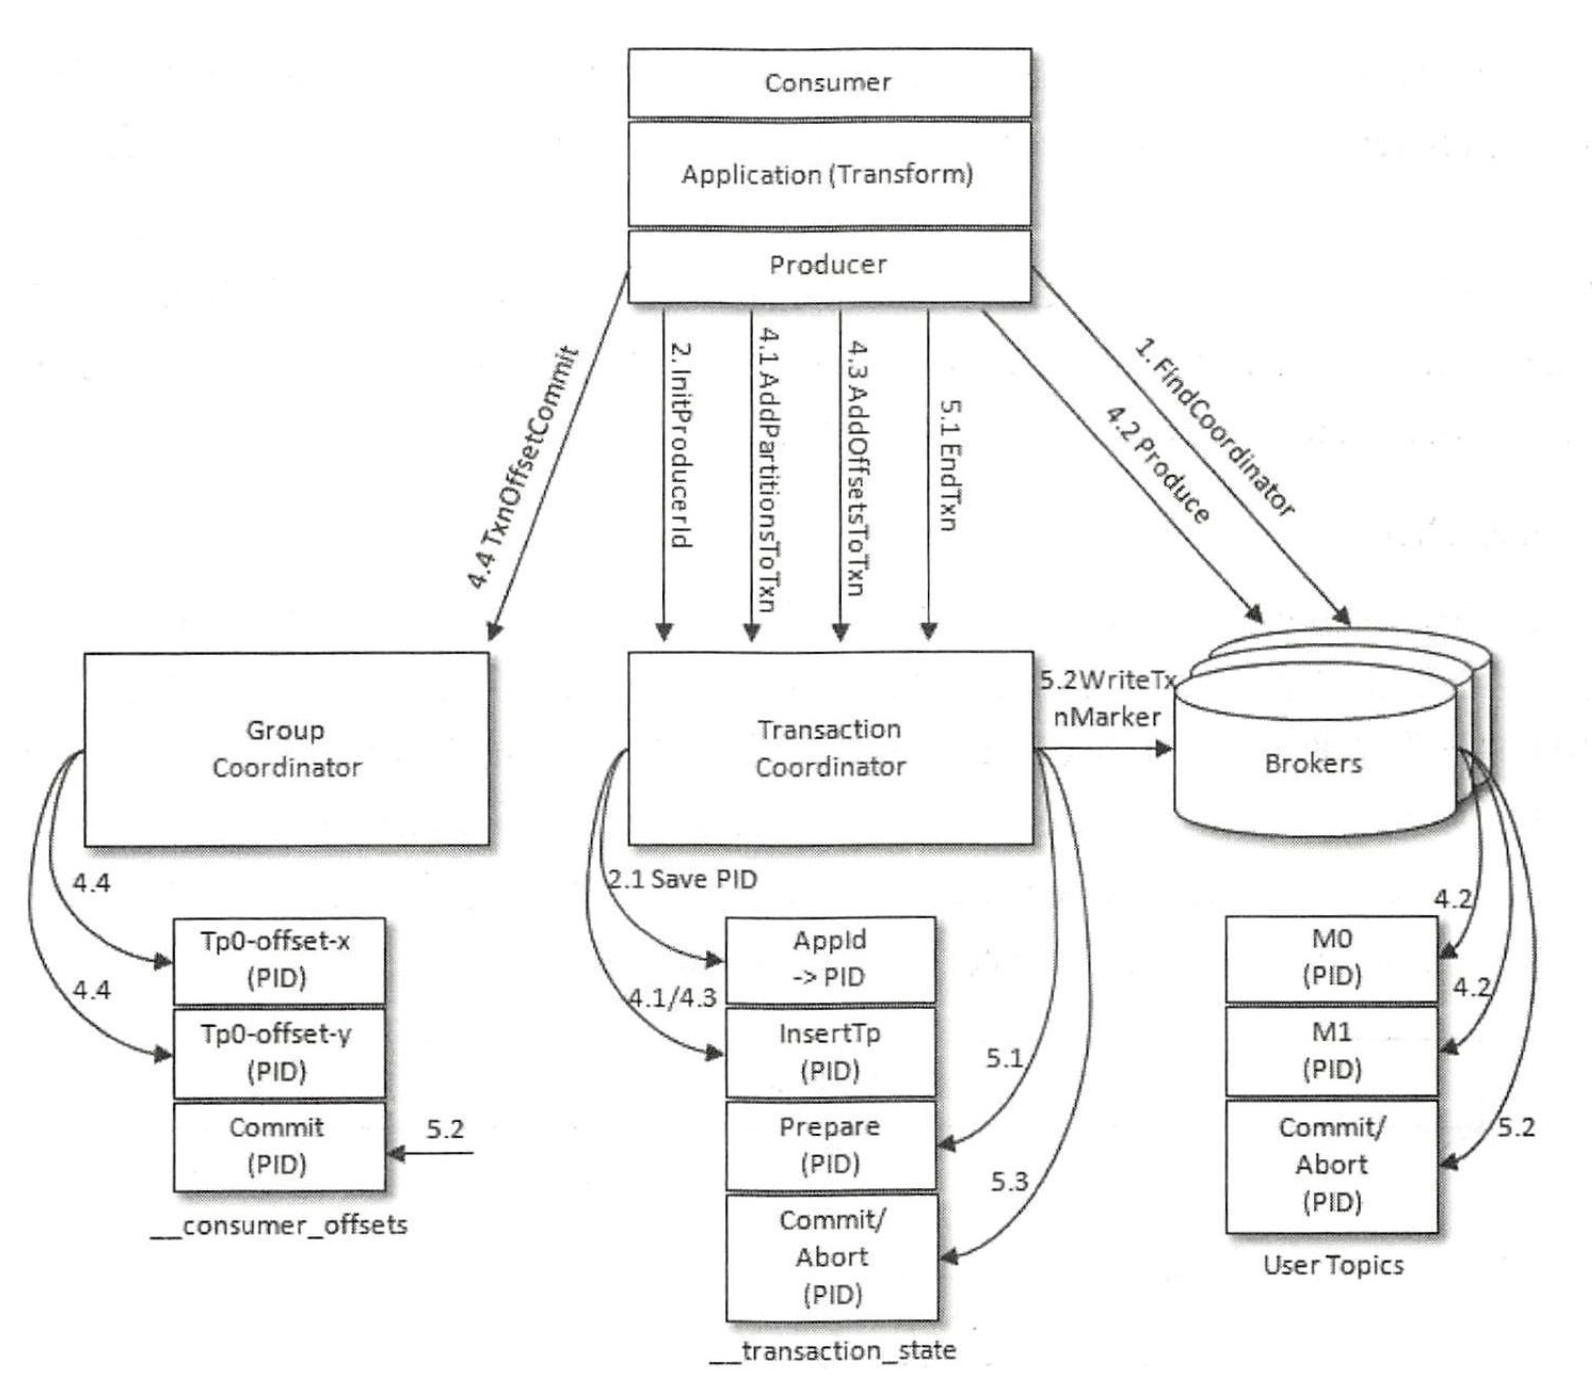 Consumer
Application (Transform)
Producer
4.4 TxnOffsetCommit
2. InitProducerId
4.1 AddPartitionsToTxn
4.3 AddOffsetsToTxn
5.1 EndTxn
4.2 Produce
1. FindCoordinator
Group
Coordinator
Transaction
Coordinator
5.2WriteTx
nMarker
Brokers
4.4
4.4
Tp0-offset-x
(PID)
Tp0-offset-y
(PID)
Commit
(PID)
5.2
__consumer_offsets
2.1 Save PID
4.1/4.3
AppId
-> PID
InsertTp
(PID)
Prepare
(PID)
Commit/
Abort
(PID)
5.1
5.3
__transaction_state
4.2
4.2
5.2
M0
(PID)
M1
(PID)
Commit/
Abort
(PID)
User Topics